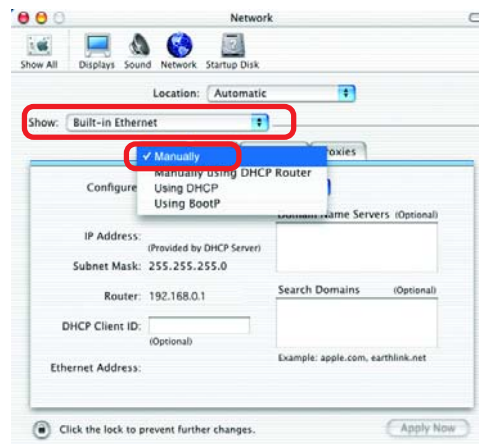 Network
Show All Displays Sound Network Startup Disk
Location: Automatic
Show: Built-in Ethernet
✓ Manually
Manually using DHCP Router
Using DHCP
Using BootP
Proxies
Configure
Domain Name Servers (Optional)
IP Address:
(Provided by DHCP Server)
Subnet Mask: 255.255.255.0
Router: 192.168.0.1
Search Domains (Optional)
DHCP Client ID:
(Optional)
Example: apple.com, earthlink.net
Ethernet Address:
Click the lock to prevent further changes.
Apply Now